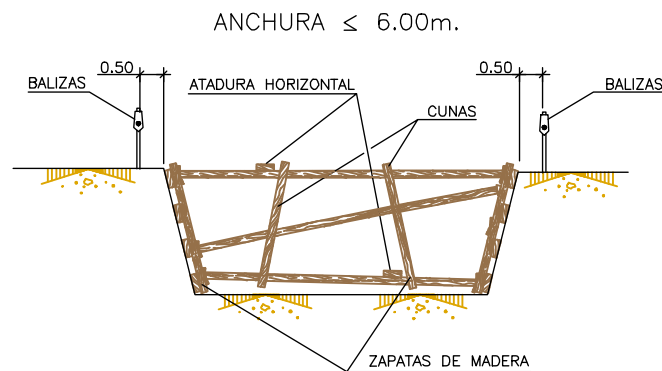 ANCHURA ≤ 6.00m.
0.50
0.50
BALIZAS
ATADURA HORIZONTAL
BALIZAS
CUNAS
ZAPATAS DE MADERA